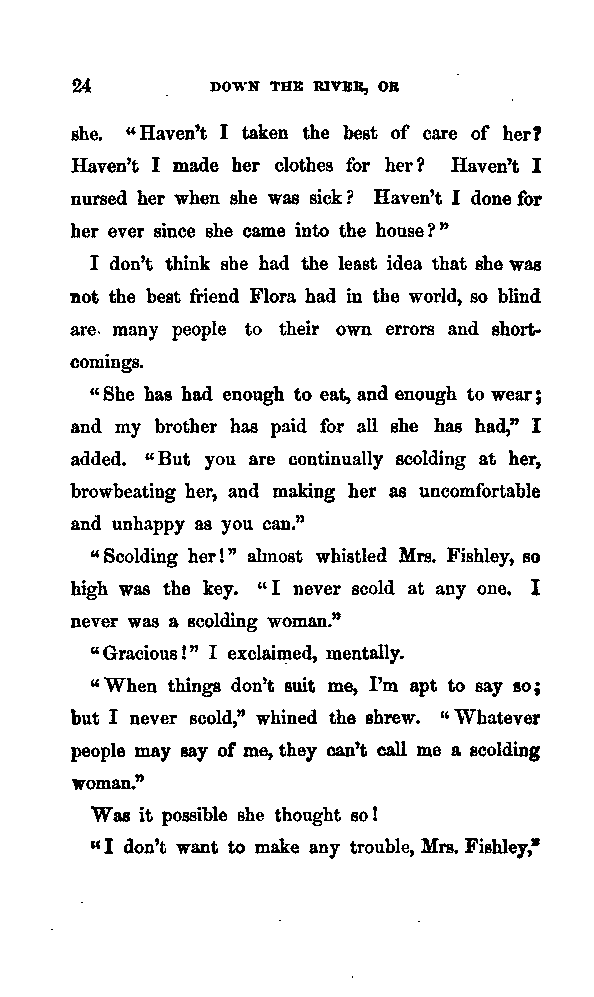 24 DOWN THE RIVER, OR
she. "Haven't I taken the best of care of her?
Haven't I made her clothes for her? Haven't I
nursed her when she was sick? Haven't I done for
her ever since she came into the house?"
I don't think she had the least idea that she was
not the best friend Flora had in the world, so blind
are many people to their own errors and short-
comings.
"She has had enough to eat, and enough to wear;
and my brother has paid for all she has had," I
added. "But you are continually scolding at her,
browbeating her, and making her as uncomfortable
and unhappy as you can."
"Scolding her!" almost whistled Mrs. Fishley, so
high was the key. "I never scold at any one. I
never was a scolding woman."
"Gracious!" I exclaimed, mentally.
"When things don't suit me, I'm apt to say so;
but I never scold," whined the shrew. "Whatever
people may say of me, they can't call me a scolding
woman."
Was it possible she thought so!
"I don't want to make any trouble, Mrs. Fishley,"